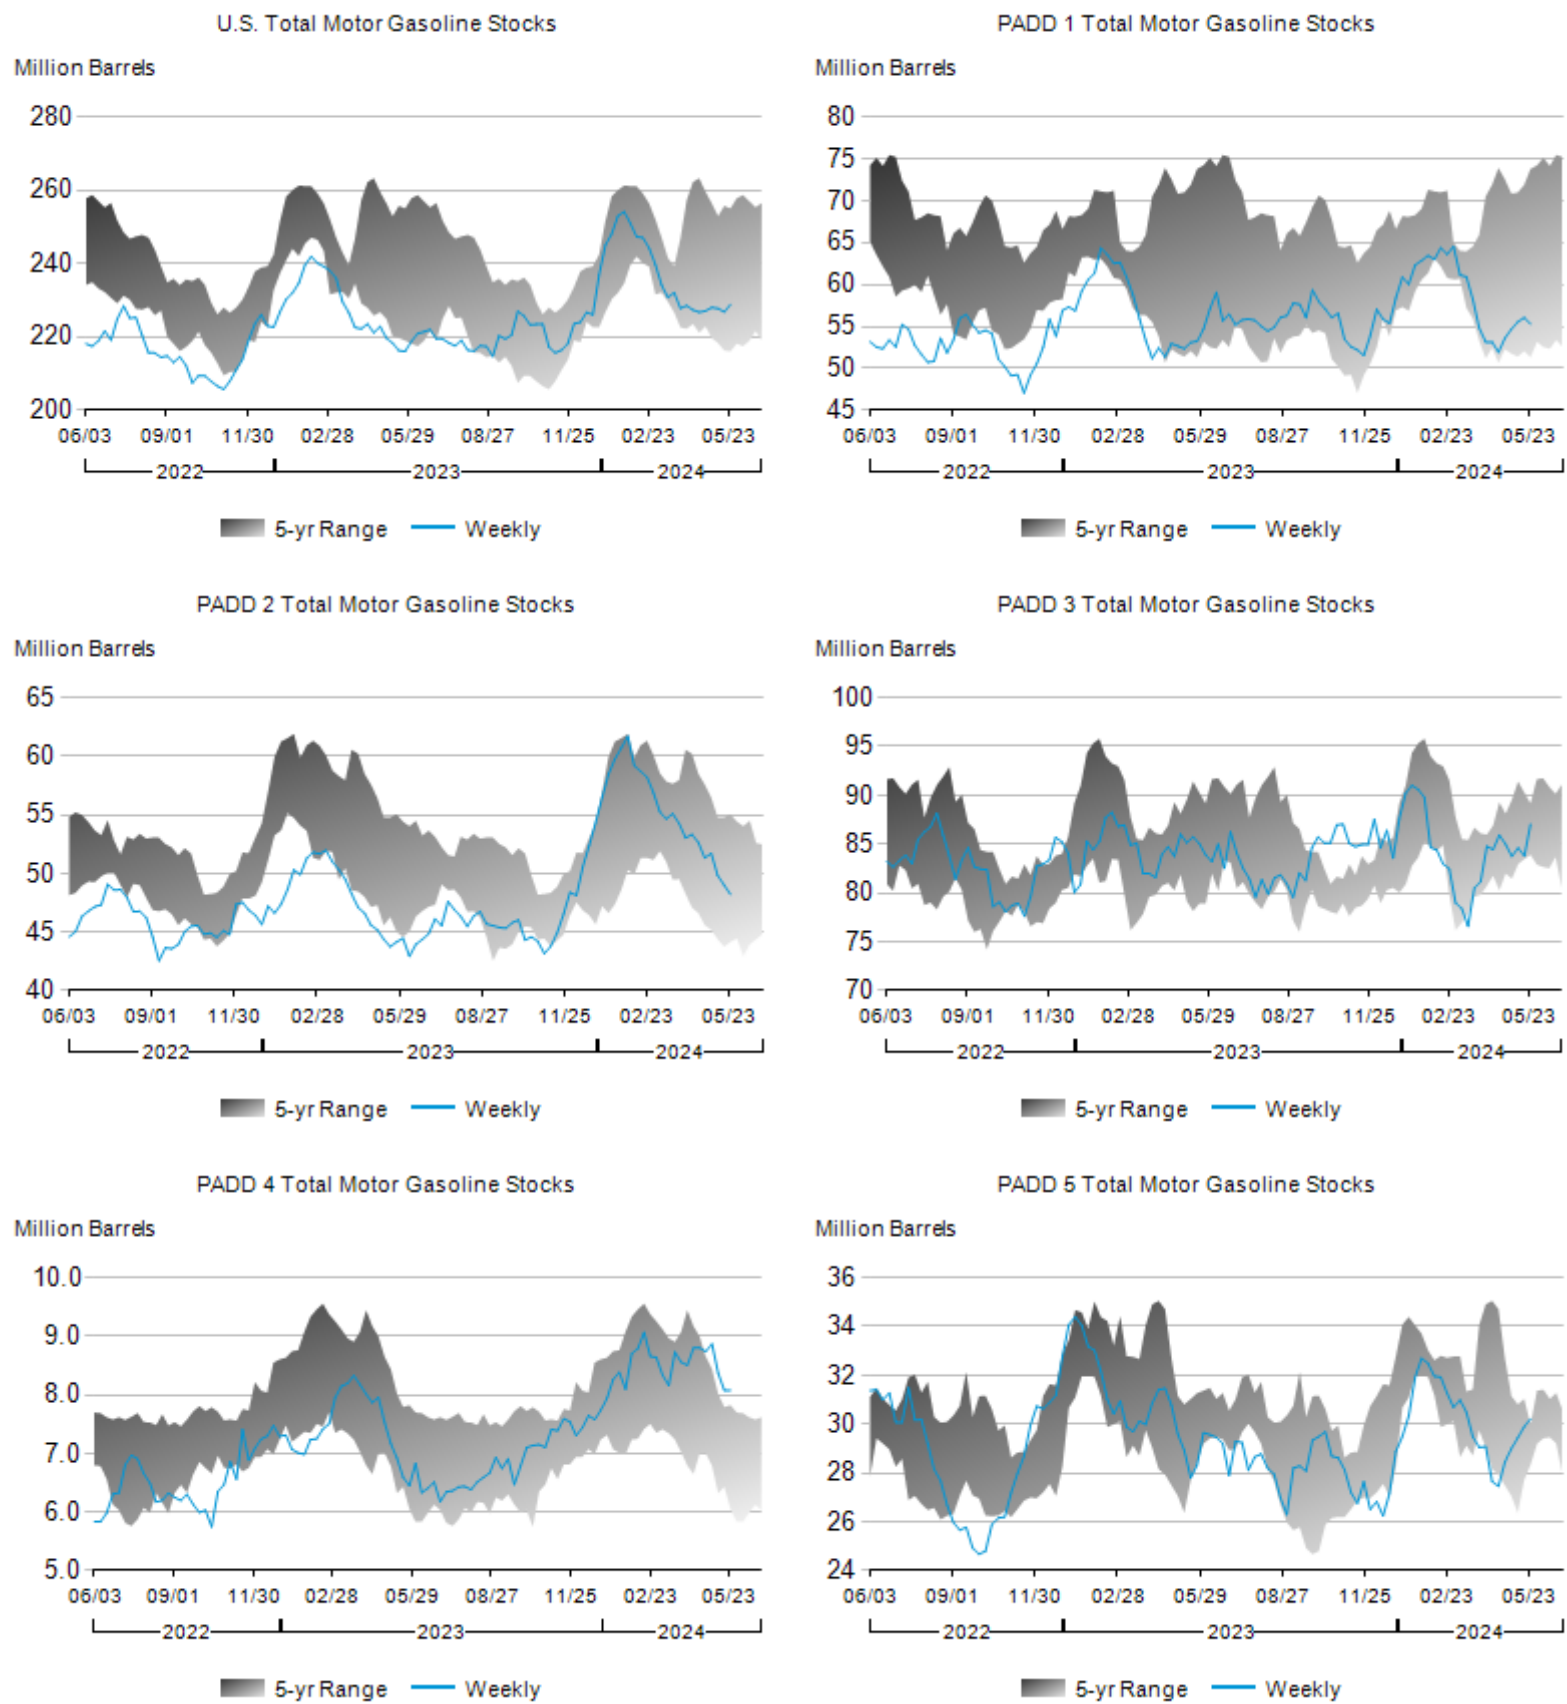 U.S. Total Motor Gasoline Stocks
Million Barrels
280
260
240
220
200
06/03 09/01 11/30 02/28 05/29 08/27 11/25 02/23 05/23
2022 2023 2024
5-yr Range Weekly
PADD 1 Total Motor Gasoline Stocks
Million Barrels
80
75
70
65
60
55
50
45
06/03 09/01 11/30 02/28 05/29 08/27 11/25 02/23 05/23
2022 2023 2024
5-yr Range Weekly
PADD 2 Total Motor Gasoline Stocks
Million Barrels
65
60
55
50
45
40
06/03 09/01 11/30 02/28 05/29 08/27 11/25 02/23 05/23
2022 2023 2024
5-yr Range Weekly
PADD 3 Total Motor Gasoline Stocks
Million Barrels
100
95
90
85
80
75
70
06/03 09/01 11/30 02/28 05/29 08/27 11/25 02/23 05/23
2022 2023 2024
5-yr Range Weekly
PADD 4 Total Motor Gasoline Stocks
Million Barrels
10.0
9.0
8.0
7.0
6.0
5.0
06/03 09/01 11/30 02/28 05/29 08/27 11/25 02/23 05/23
2022 2023 2024
5-yr Range Weekly
PADD 5 Total Motor Gasoline Stocks
Million Barrels
36
34
32
30
28
26
24
06/03 09/01 11/30 02/28 05/29 08/27 11/25 02/23 05/23
2022 2023 2024
5-yr Range Weekly